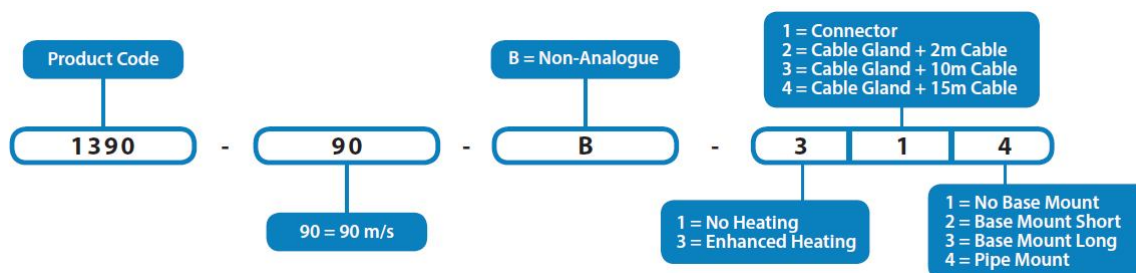 Product Code
B = Non-Analogue
1 = Connector
2 = Cable Gland + 2m Cable
3 = Cable Gland + 10m Cable
4 = Cable Gland + 15m Cable
1390 - 90 - B - 3 1 4
90 = 90 m/s
1 = No Heating
3 = Enhanced Heating
1 = No Base Mount
2 = Base Mount Short
3 = Base Mount Long
4 = Pipe Mount